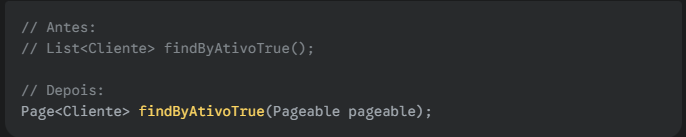 // Antes:
// List<Cliente> findByAtivoTrue();
// Depois:
Page<Cliente> findByAtivoTrue(Pageable pageable);